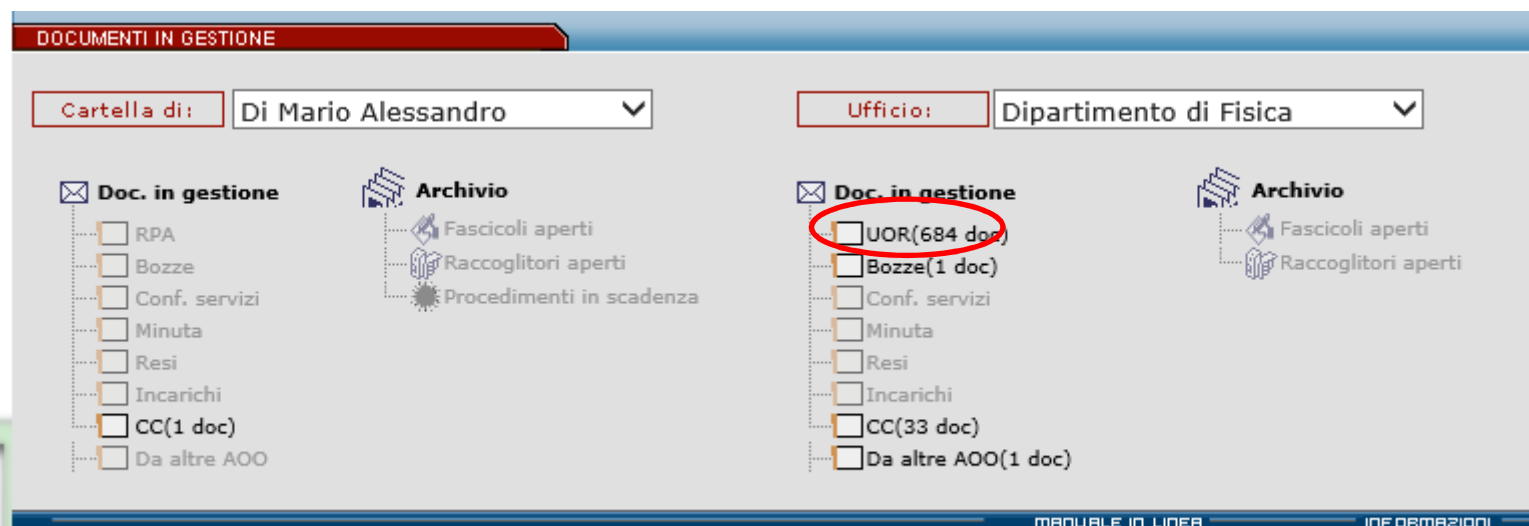 DOCUMENTI IN GESTIONE
Cartella di: Di Mario Alessandro
Ufficio: Dipartimento di Fisica
Doc. in gestione
RPA
Bozze
Conf. servizi
Minuta
Resi
Incarichi
CC(1 doc)
Da altre AOO
Archivio
Fascicoli aperti
Raccoglitori aperti
Procedimenti in scadenza
Doc. in gestione
UOR(684 doc)
Bozze(1 doc)
Conf. servizi
Minuta
Resi
Incarichi
CC(33 doc)
Da altre AOO(1 doc)
Archivio
Fascicoli aperti
Raccoglitori aperti
MANUALE IN LINEA
INFORMAZIONI